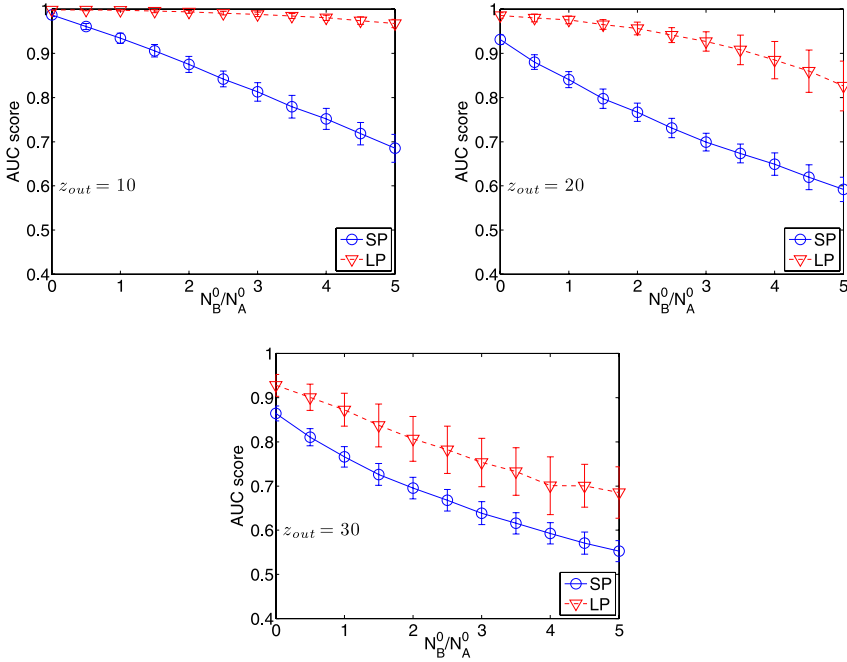 1
0.9
0.8
0.7
0.6
0.5
0.4
AUC score
z_out = 10
SP
LP
0 1 2 3 4 5
N_B^0/N_A^0
1
0.9
0.8
0.7
0.6
0.5
0.4
AUC score
z_out = 20
SP
LP
0 1 2 3 4 5
N_B^0/N_A^0
1
0.9
0.8
0.7
0.6
0.5
0.4
AUC score
z_out = 30
SP
LP
0 1 2 3 4 5
N_B^0/N_A^0